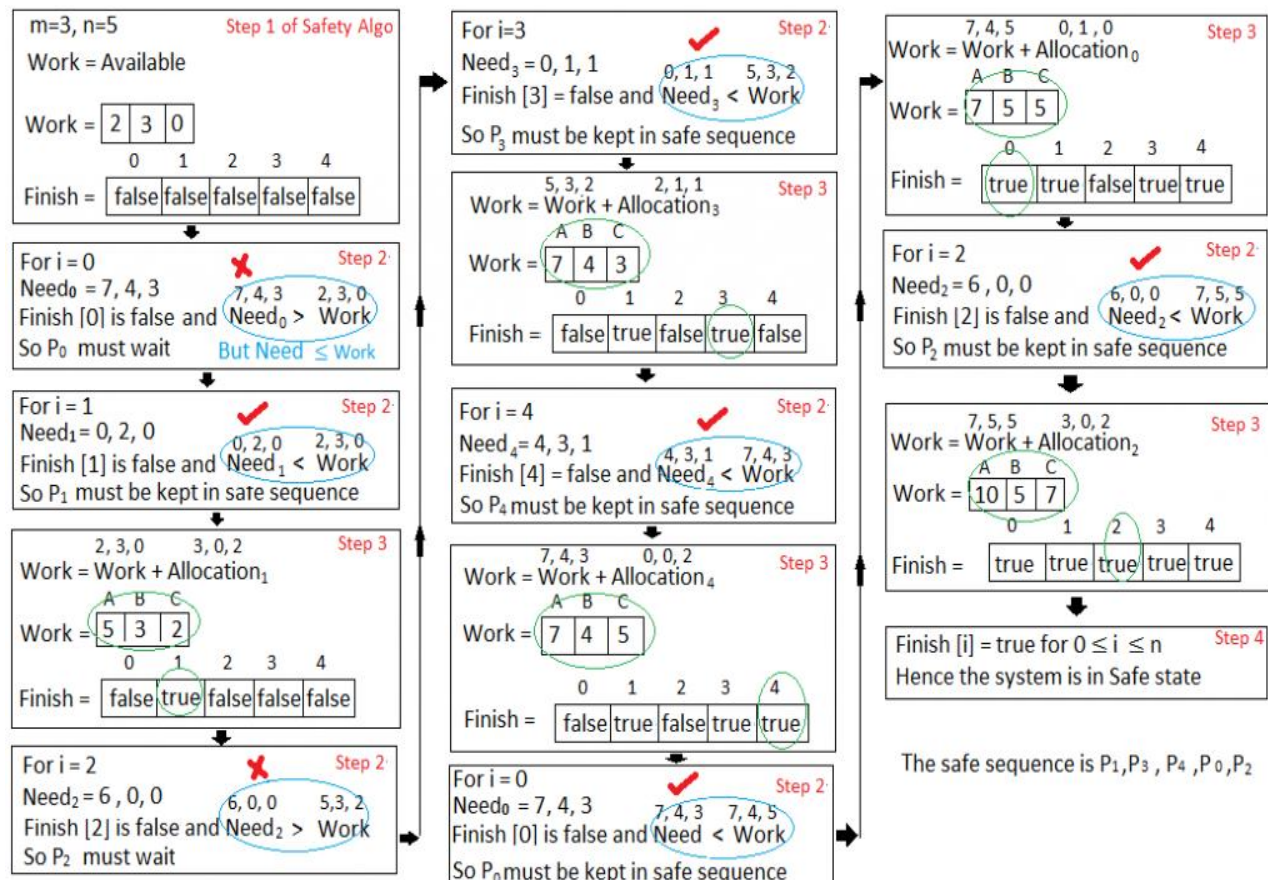 m=3, n=5
Step 1 of Safety Algo
Work = Available
Work = 2 3 0
0 1 2 3 4
Finish = false false false false false
For i = 0
Step 2
Need₀ = 7, 4, 3
7, 4, 3 2, 3, 0
Finish [0] is false and Need₀ > Work
So P₀ must wait
But Need ≤ Work
For i = 1
Step 2
Need₁ = 0, 2, 0
0, 2, 0 2, 3, 0
Finish [1] is false and Need₁ < Work
So P₁ must be kept in safe sequence
2, 3, 0 3, 0, 2
Step 3
Work = Work + Allocation₁
A B C
Work = 5 3 2
0 1 2 3 4
Finish = false true false false false
For i = 2
Step 2
Need₂ = 6 , 0, 0
6, 0, 0 5,3, 2
Finish [2] is false and Need₂ > Work
So P₂ must wait
For i=3
Step 2
Need₃ = 0, 1, 1
0, 1, 1 5, 3, 2
Finish [3] = false and Need₃ < Work
So P₃ must be kept in safe sequence
5, 3, 2 2, 1, 1
Step 3
Work = Work + Allocation₃
A B C
Work = 7 4 3
0 1 2 3 4
Finish = false true false true false
For i = 4
Step 2
Need₄= 4, 3, 1
4, 3, 1 7, 4, 3
Finish [4] = false and Need₄ < Work
So P₄ must be kept in safe sequence
7, 4, 3 0, 0, 2
Step 3
Work = Work + Allocation₄
A B C
Work = 7 4 5
0 1 2 3 4
Finish = false true false true true
For i = 0
Step 2
Need₀ = 7, 4, 3
7, 4, 3 7, 4, 5
Finish [0] is false and Need < Work
So P₀ must be kept in safe sequence
7, 4, 5 0, 1 , 0
Step 3
Work = Work + Allocation₀
A B C
Work = 7 5 5
0 1 2 3 4
Finish = true true false true true
For i = 2
Step 2
Need₂ = 6 , 0, 0
6, 0, 0 7, 5, 5
Finish [2] is false and Need₂ < Work
So P₂ must be kept in safe sequence
7, 5, 5 3, 0, 2
Step 3
Work = Work + Allocation₂
A B C
Work = 10 5 7
0 1 2 3 4
Finish = true true true true true
Finish [i] = true for 0 ≤ i ≤ n
Step 4
Hence the system is in Safe state
The safe sequence is P₁,P₃ , P₄ ,P₀,P₂